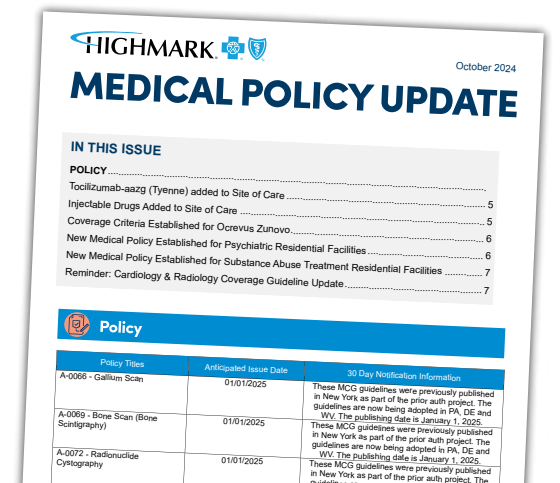 HIGHMARK
October 2024
MEDICAL POLICY UPDATE
IN THIS ISSUE
POLICY
Tocilizumab-aazg (Tyenne) added to Site of Care 5
Injectable Drugs Added to Site of Care 5
Coverage Criteria Established for Ocrevus Zunovo 6
New Medical Policy Established for Psychiatric Residential Facilities 6
New Medical Policy Established for Substance Abuse Treatment Residential Facilities 7
Reminder: Cardiology & Radiology Coverage Guideline Update 7
Policy
Policy Titles
Anticipated Issue Date
30 Day Notification Information
A-0066 - Gallium Scan
01/01/2025
These MCG guidelines were previously published
in New York as part of the prior auth project. The
guidelines are now being adopted in PA, DE and
WV. The publishing date is January 1, 2025.
A-0069 - Bone Scan (Bone
Scintigraphy)
01/01/2025
These MCG guidelines were previously published
in New York as part of the prior auth project. The
guidelines are now being adopted in PA, DE and
WV. The publishing date is January 1, 2025.
A-0072 - Radionuclide
Cystography
01/01/2025
These MCG guidelines were previously published
in New York as part of the prior auth project. The